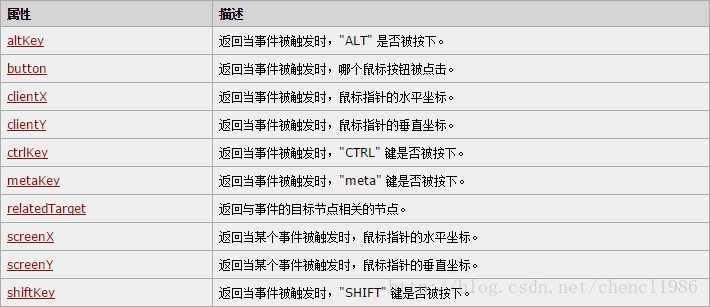 属性 描述
altKey 返回当事件被触发时，"ALT" 是否被按下。
button 返回当事件被触发时，哪个鼠标按钮被点击。
clientX 返回当事件被触发时，鼠标指针的水平坐标。
clientY 返回当事件被触发时，鼠标指针的垂直坐标。
ctrlKey 返回当事件被触发时，"CTRL" 键是否被按下。
metaKey 返回当事件被触发时，"meta" 键是否被按下。
relatedTarget 返回与事件的目标节点相关的节点。
screenX 返回当某个事件被触发时，鼠标指针的水平坐标。
screenY 返回当某个事件被触发时，鼠标指针的垂直坐标。
shiftKey 返回当事件被触发时，"SHIFT" 键是否被按下。
http://blog.csdn.net/chencl1986